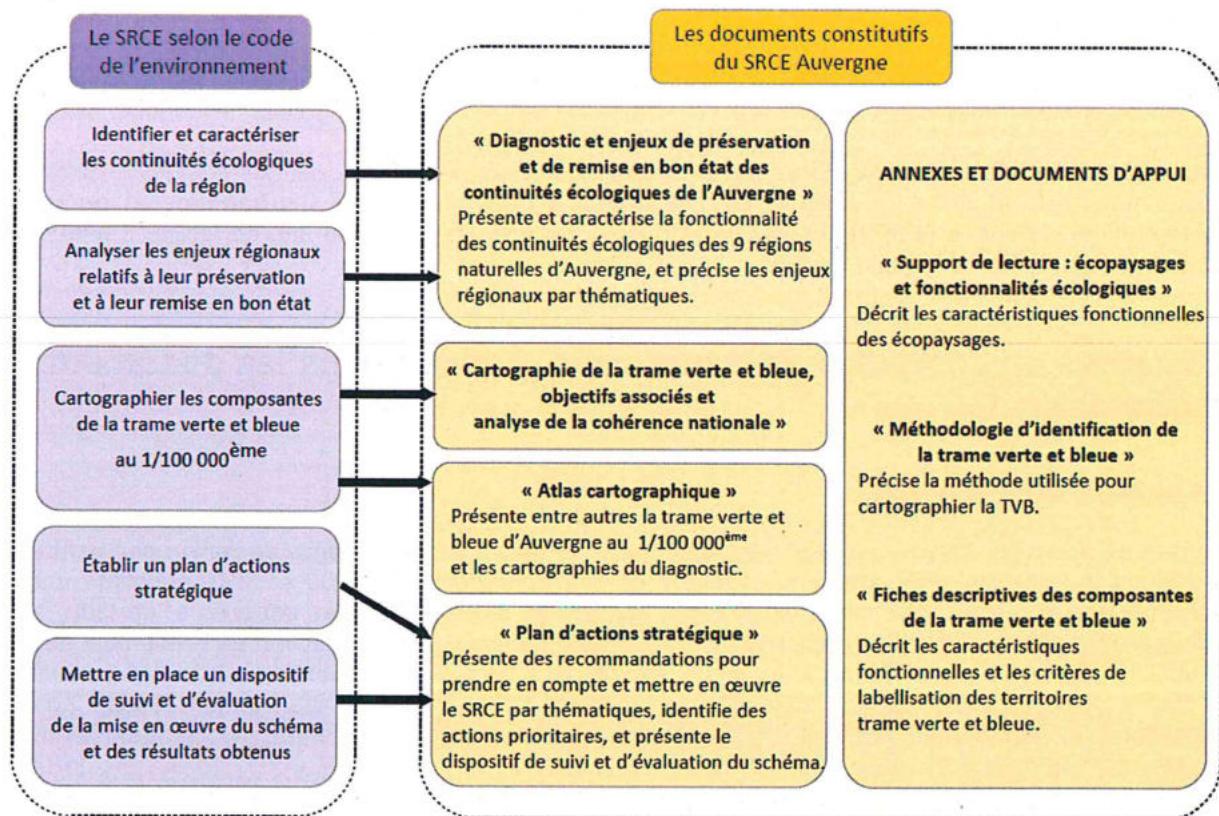 Le SRCE selon le code
de l'environnement
Identifier et caractériser
les continuités écologiques
de la région
Analyser les enjeux régionaux
relatifs à leur préservation
et à leur remise en bon état
Cartographier les composantes
de la trame verte et bleue
au 1/100 000ème
Établir un plan d'actions
stratégique
Mettre en place un dispositif
de suivi et d'évaluation
de la mise en œuvre du schéma
et des résultats obtenus
Les documents constitutifs
du SRCE Auvergne
« Diagnostic et enjeux de préservation
et de remise en bon état des
continuités écologiques de l'Auvergne »
Présente et caractérise la fonctionnalité
des continuités écologiques des 9 régions
naturelles d'Auvergne, et précise les enjeux
régionaux par thématiques.
« Cartographie de la trame verte et bleue,
objectifs associés et
analyse de la cohérence nationale »
« Atlas cartographique »
Présente entre autres la trame verte et
bleue d'Auvergne au 1/100 000ème
et les cartographies du diagnostic.
« Plan d'actions stratégique »
Présente des recommandations pour
prendre en compte et mettre en œuvre
le SRCE par thématiques, identifie des
actions prioritaires, et présente le
dispositif de suivi et d'évaluation du schéma.
ANNEXES ET DOCUMENTS D'APPUI
« Support de lecture : écopaysages
et fonctionnalités écologiques »
Décrit les caractéristiques fonctionnelles
des écopaysages.
« Méthodologie d'identification de
la trame verte et bleue »
Précise la méthode utilisée pour
cartographier la TVB.
« Fiches descriptives des composantes
de la trame verte et bleue »
Décrit les caractéristiques
fonctionnelles et les critères de
labellisation des territoires
trame verte et bleue.